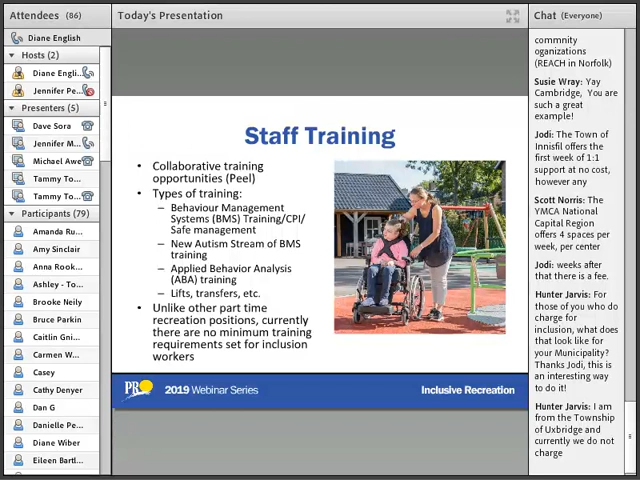 Attendees (86)
Diane English
Hosts (2)
Diane Engli...
Jennifer Pe...
Presenters (5)
Dave Sora
Jennifer M...
Michael Awe
Tammy To...
Tammy To...
Participants (79)
Amanda Ru...
Amy Sinclair
Anna Rook...
Ashley - To...
Brooke Neily
Bruce Parkin
Caitlin Gni...
Carmen W...
Casey
Cathy Denyer
Dan G
Danielle Pe...
Diane Wiber
Eileen Bartl...
Today's Presentation
Staff Training
• Collaborative training
opportunities (Peel)
• Types of training:
– Behaviour Management
Systems (BMS) Training/CPI/
Safe management
– New Autism Stream of BMS
training
– Applied Behavior Analysis
(ABA) training
– Lifts, transfers, etc.
• Unlike other part time
recreation positions, currently
there are no minimum training
requirements set for inclusion
workers
PRO
2019 Webinar Series
Inclusive Recreation
Chat (Everyone)
commnity
oganizations
(REACH in Norfolk)
Susie Wray: Yay
Cambridge, You are
such a great
example!
Jodi: The Town of
Innisfil offers the
first week of 1:1
support at no cost,
however any
Scott Norris: The
YMCA National
Capital Region
offers 4 spaces per
week, per center
Jodi: weeks after
that there is a fee.
Hunter Jarvis: For
those of you who do
charge for
inclusion, what does
that look like for
your Municipality?
Thanks Jodi, this is
an interesting way
to do it!
Hunter Jarvis: I am
from the Township
of Uxbridge and
currently we do not
charge